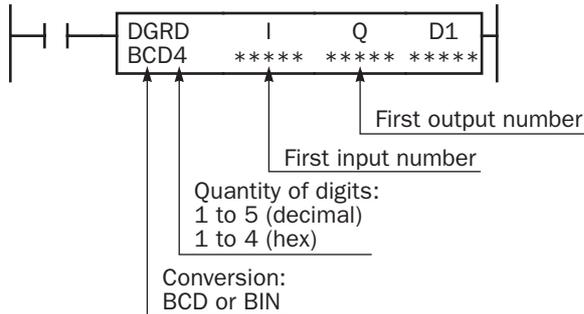 DGRD I Q D1
BCD4 ***** ***** *****
First output number
First input number
Quantity of digits:
1 to 5 (decimal)
1 to 4 (hex)
Conversion:
BCD or BIN